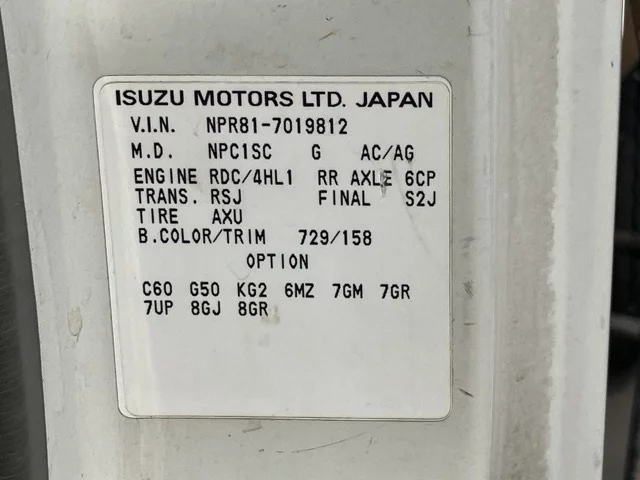 ISUZU MOTORS LTD. JAPAN
V.I.N. NPR81-7019812
M.D. NPC1SC G AC/AG
ENGINE RDC/4HL1 RR AXLE 6CP
TRANS. RSJ FINAL S2J
TIRE AXU
B.COLOR/TRIM 729/158
OPTION
C60 G50 KG2 6MZ 7GM 7GR
7UP 8GJ 8GR